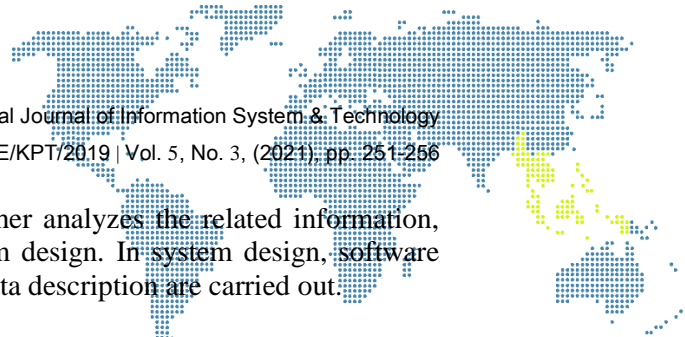 al Journal of Information System & Technology
E/KPT/2019 | Vol. 5, No. 3, (2021), pp. 251-256
her analyzes the related information,
n design. In system design, software
ta description are carried out.